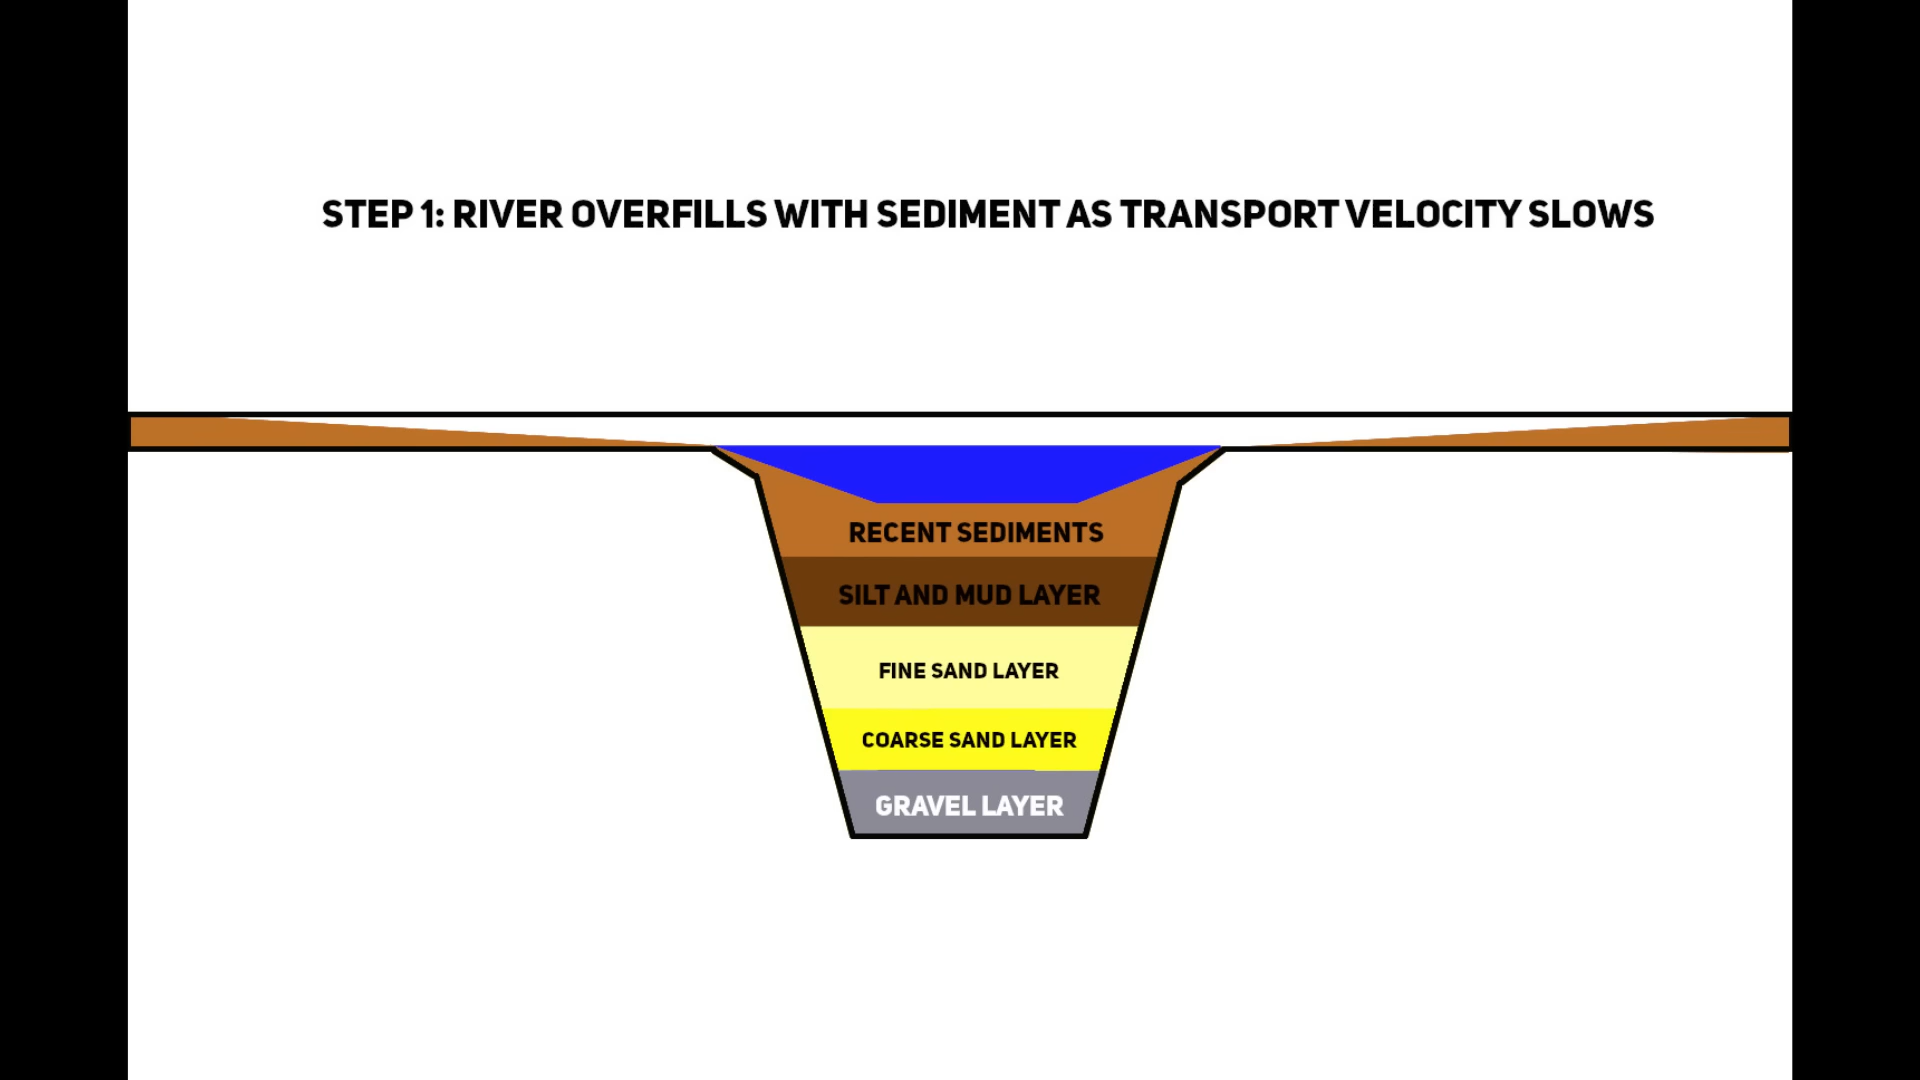 STEP 1: RIVER OVERFILLS WITH SEDIMENT AS TRANSPORT VELOCITY SLOWS
RECENT SEDIMENTS
SILT AND MUD LAYER
FINE SAND LAYER
COARSE SAND LAYER
GRAVEL LAYER